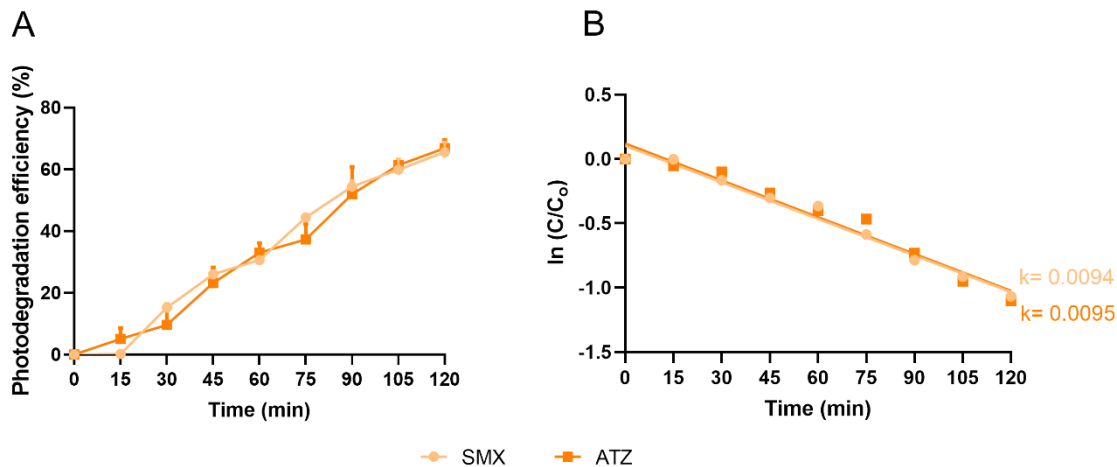 A
Photodegradation efficiency (%)
80
60
40
20
0
0 15 30 45 60 75 90 105 120
Time (min)
B
ln (C/Co)
0.5
0.0
-0.5
-1.0
-1.5
k= 0.0094
k= 0.0095
0 15 30 45 60 75 90 105 120
Time (min)
SMX ATZ